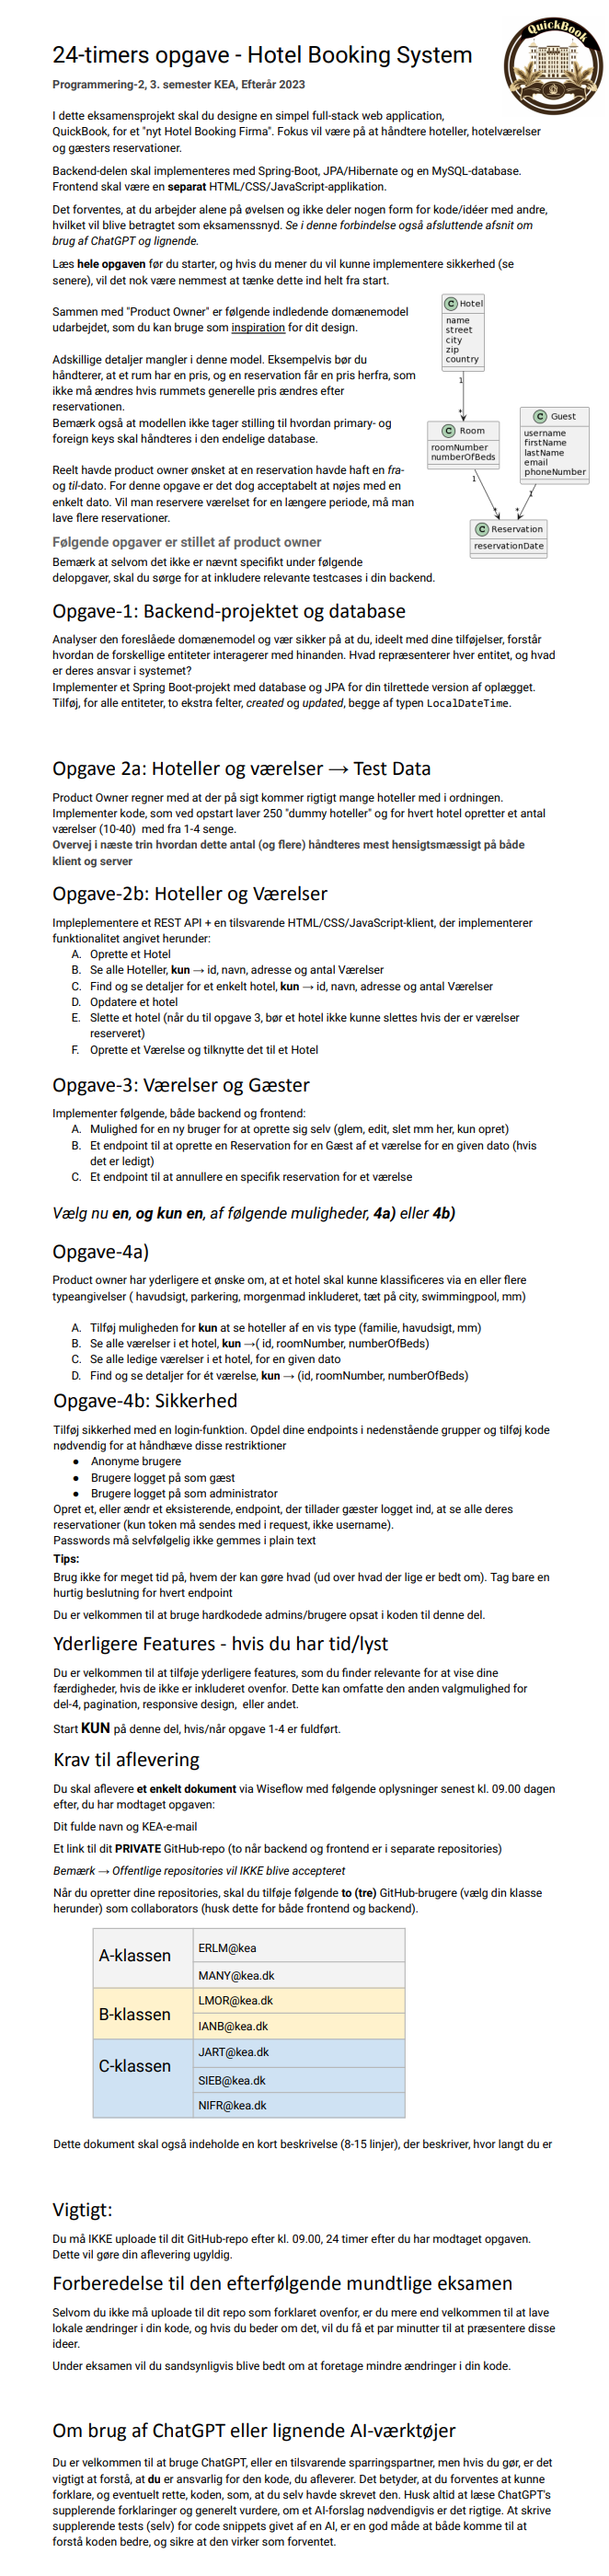 QuickBook
24-timers opgave - Hotel Booking System
Programmering-2, 3. semester KEA, Efterår 2023
I dette eksamensprojekt skal du designe en simpel full-stack web application,
QuickBook, for et "nyt Hotel Booking Firma". Fokus vil være på at håndtere hoteller, hotelværelser
og gæsters reservationer.
Backend-delen skal implementeres med Spring-Boot, JPA/Hibernate og en MySQL-database.
Frontend skal være en separat HTML/CSS/JavaScript-applikation.
Det forventes, at du arbejder alene på øvelsen og ikke deler nogen form for kode/idéer med andre,
hvilket vil blive betragtet som eksamenssnyd. Se i denne forbindelse også afsluttende afsnit om
brug af ChatGPT og lignende.
Læs hele opgaven før du starter, og hvis du mener du vil kunne implementere sikkerhed (se
senere), vil det nok være nemmest at tænke dette ind helt fra start.
Sammen med "Product Owner" er følgende indledende domænemodel
udarbejdet, som du kan bruge som inspiration for dit design.
Adskillige detaljer mangler i denne model. Eksempelvis bør du
håndterer, at et rum har en pris, og en reservation får en pris herfra, som
ikke må ændres hvis rummets generelle pris ændres efter
reservationen.
Bemærk også at modellen ikke tager stilling til hvordan primary- og
foreign keys skal håndteres i den endelige database.
Reelt havde product owner ønsket at en reservation havde haft en fra-
og til-dato. For denne opgave er det dog acceptabelt at nøjes med en
enkelt dato. Vil man reservere værelset for en længere periode, må man
lave flere reservationer.
C Hotel
name
street
city
zip
country
1
*
C Room
roomNumber
numberOfBeds
C Guest
username
firstName
lastName
email
phoneNumber
1
1
*
*
C Reservation
reservationDate
Følgende opgaver er stillet af product owner
Bemærk at selvom det ikke er nævnt specifikt under følgende
delopgaver, skal du sørge for at inkludere relevante testcases i din backend.
Opgave-1: Backend-projektet og database
Analyser den foreslåede domænemodel og vær sikker på at du, ideelt med dine tilføjelser, forstår
hvordan de forskellige entiteter interagerer med hinanden. Hvad repræsenterer hver entitet, og hvad
er deres ansvar i systemet?
Implementer et Spring Boot-projekt med database og JPA for din tilrettede version af oplægget.
Tilføj, for alle entiteter, to ekstra felter, created og updated, begge af typen LocalDateTime.
Opgave 2a: Hoteller og værelser → Test Data
Product Owner regner med at der på sigt kommer rigtigt mange hoteller med i ordningen.
Implementer kode, som ved opstart laver 250 "dummy hoteller" og for hvert hotel opretter et antal
værelser (10-40) med fra 1-4 senge.
Overvej i næste trin hvordan dette antal (og flere) håndteres mest hensigtsmæssigt på både
klient og server
Opgave-2b: Hoteller og Værelser
Impleplementere et REST API + en tilsvarende HTML/CSS/JavaScript-klient, der implementerer
funktionalitet angivet herunder:
A. Oprette et Hotel
B. Se alle Hoteller, kun → id, navn, adresse og antal Værelser
C. Find og se detaljer for et enkelt hotel, kun → id, navn, adresse og antal Værelser
D. Opdatere et hotel
E. Slette et hotel (når du til opgave 3, bør et hotel ikke kunne slettes hvis der er værelser
reserveret)
F. Oprette et Værelse og tilknytte det til et Hotel
Opgave-3: Værelser og Gæster
Implementer følgende, både backend og frontend:
A. Mulighed for en ny bruger for at oprette sig selv (glem, edit, slet mm her, kun opret)
B. Et endpoint til at oprette en Reservation for en Gæst af et værelse for en given dato (hvis
det er ledigt)
C. Et endpoint til at annullere en specifik reservation for et værelse
Vælg nu en, og kun en, af følgende muligheder, 4a) eller 4b)
Opgave-4a)
Product owner har yderligere et ønske om, at et hotel skal kunne klassificeres via en eller flere
typeangivelser ( havudsigt, parkering, morgenmad inkluderet, tæt på city, swimmingpool, mm)
A. Tilføj muligheden for kun at se hoteller af en vis type (familie, havudsigt, mm)
B. Se alle værelser i et hotel, kun →( id, roomNumber, numberOfBeds)
C. Se alle ledige værelser i et hotel, for en given dato
D. Find og se detaljer for ét værelse, kun → (id, roomNumber, numberOfBeds)
Opgave-4b: Sikkerhed
Tilføj sikkerhed med en login-funktion. Opdel dine endpoints i nedenstående grupper og tilføj kode
nødvendig for at håndhæve disse restriktioner
● Anonyme brugere
● Brugere logget på som gæst
● Brugere logget på som administrator
Opret et, eller ændr et eksisterende, endpoint, der tillader gæster logget ind, at se alle deres
reservationer (kun token må sendes med i request, ikke username).
Passwords må selvfølgelig ikke gemmes i plain text
Tips:
Brug ikke for meget tid på, hvem der kan gøre hvad (ud over hvad der lige er bedt om). Tag bare en
hurtig beslutning for hvert endpoint
Du er velkommen til at bruge hardkodede admins/brugere opsat i koden til denne del.
Yderligere Features - hvis du har tid/lyst
Du er velkommen til at tilføje yderligere features, som du finder relevante for at vise dine
færdigheder, hvis de ikke er inkluderet ovenfor. Dette kan omfatte den anden valgmulighed for
del-4, pagination, responsive design, eller andet.
Start KUN på denne del, hvis/når opgave 1-4 er fuldført.
Krav til aflevering
Du skal aflevere et enkelt dokument via Wiseflow med følgende oplysninger senest kl. 09.00 dagen
efter, du har modtaget opgaven:
Dit fulde navn og KEA-e-mail
Et link til dit PRIVATE GitHub-repo (to når backend og frontend er i separate repositories)
Bemærk → Offentlige repositories vil IKKE blive accepteret
Når du opretter dine repositories, skal du tilføje følgende to (tre) GitHub-brugere (vælg din klasse
herunder) som collaborators (husk dette for både frontend og backend).
A-klassen
ERLM@kea
MANY@kea.dk
B-klassen
LMOR@kea.dk
IANB@kea.dk
C-klassen
JART@kea.dk
SIEB@kea.dk
NIFR@kea.dk
Dette dokument skal også indeholde en kort beskrivelse (8-15 linjer), der beskriver, hvor langt du er
Vigtigt:
Du må IKKE uploade til dit GitHub-repo efter kl. 09.00, 24 timer efter du har modtaget opgaven.
Dette vil gøre din aflevering ugyldig.
Forberedelse til den efterfølgende mundtlige eksamen
Selvom du ikke må uploade til dit repo som forklaret ovenfor, er du mere end velkommen til at lave
lokale ændringer i din kode, og hvis du beder om det, vil du få et par minutter til at præsentere disse
ideer.
Under eksamen vil du sandsynligvis blive bedt om at foretage mindre ændringer i din kode.
Om brug af ChatGPT eller lignende AI-værktøjer
Du er velkommen til at bruge ChatGPT, eller en tilsvarende sparringspartner, men hvis du gør, er det
vigtigt at forstå, at du er ansvarlig for den kode, du afleverer. Det betyder, at du forventes at kunne
forklare, og eventuelt rette, koden, som, at du selv havde skrevet den. Husk altid at læse ChatGPT's
supplerende forklaringer og generelt vurdere, om et AI-forslag nødvendigvis er det rigtige. At skrive
supplerende tests (selv) for code snippets givet af en AI, er en god måde at både komme til at
forstå koden bedre, og sikre at den virker som forventet.